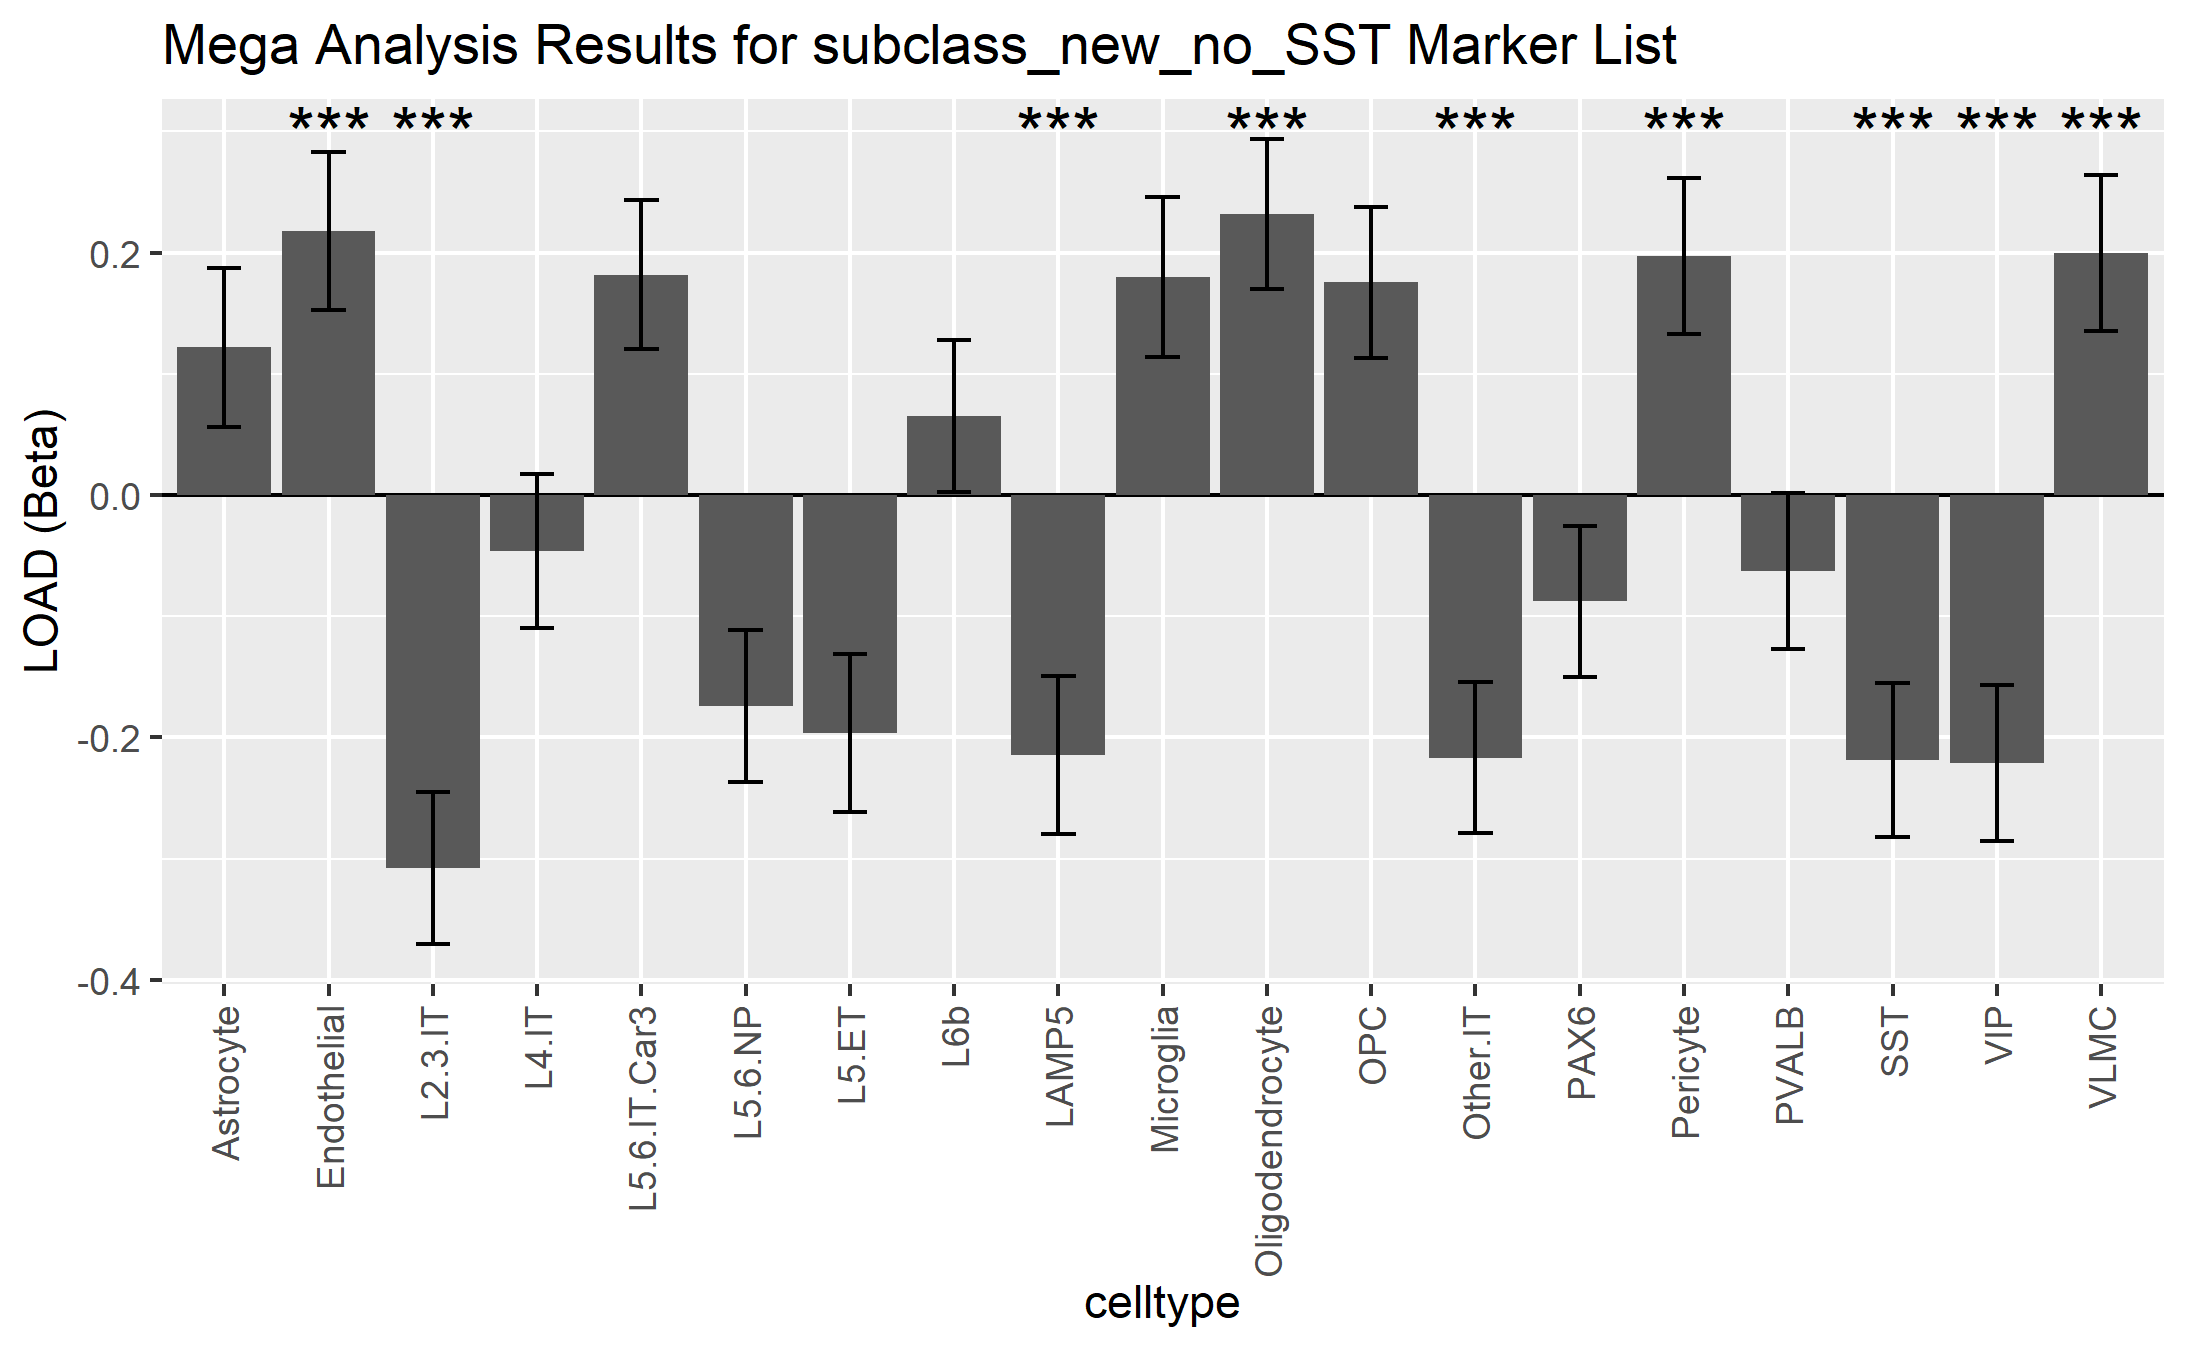 Mega Analysis Results for subclass_new_no_SST Marker List
*** *** *** *** *** *** *** *** ***
LOAD (Beta)
0.2
0.0
-0.2
-0.4
Astrocyte
Endothelial
L2.3.IT
L4.IT
L5.6.IT.Car3
L5.6.NP
L5.ET
L6b
LAMP5
Microglia
Oligodendrocyte
OPC
Other.IT
PAX6
Pericyte
PVALB
SST
VIP
VLMC
celltype